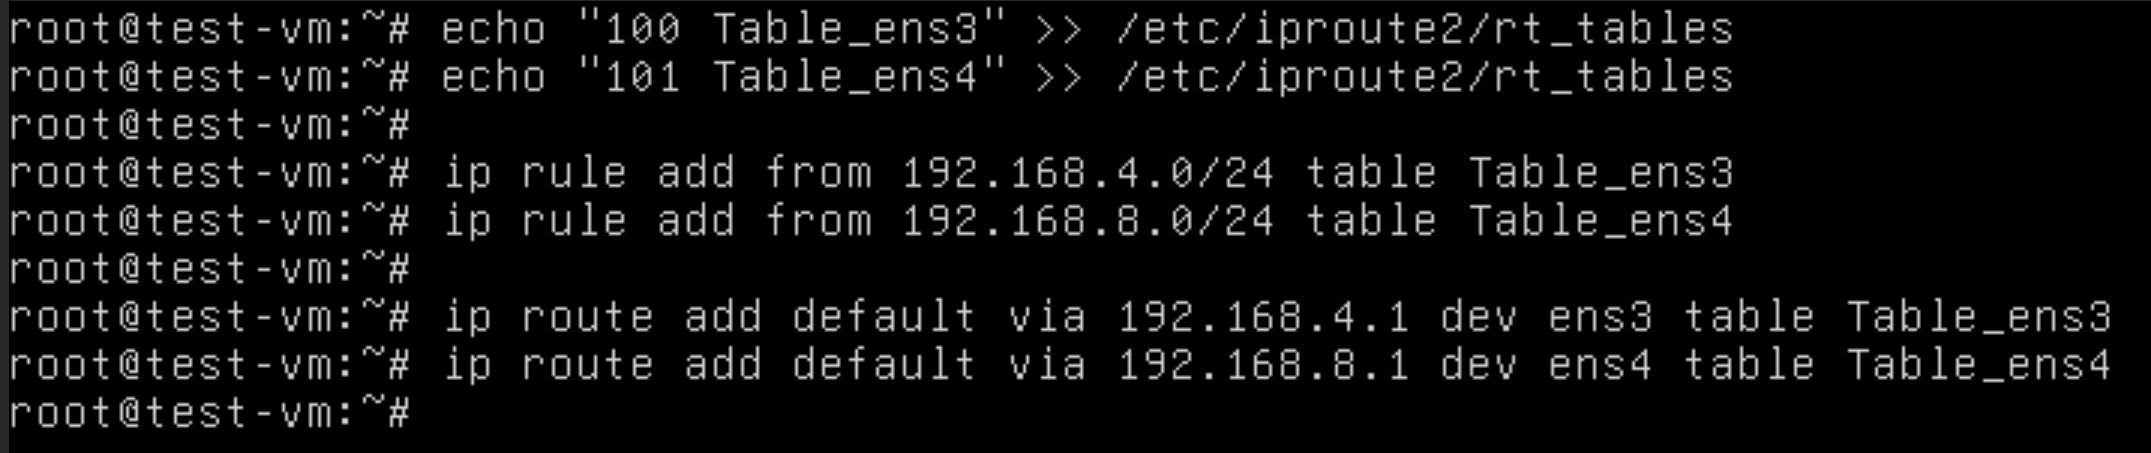 root@test-vm:~# echo "100 Table_ens3" >> /etc/iproute2/rt_tables
root@test-vm:~# echo "101 Table_ens4" >> /etc/iproute2/rt_tables
root@test-vm:~#
root@test-vm:~# ip rule add from 192.168.4.0/24 table Table_ens3
root@test-vm:~# ip rule add from 192.168.8.0/24 table Table_ens4
root@test-vm:~#
root@test-vm:~# ip route add default via 192.168.4.1 dev ens3 table Table_ens3
root@test-vm:~# ip route add default via 192.168.8.1 dev ens4 table Table_ens4
root@test-vm:~#